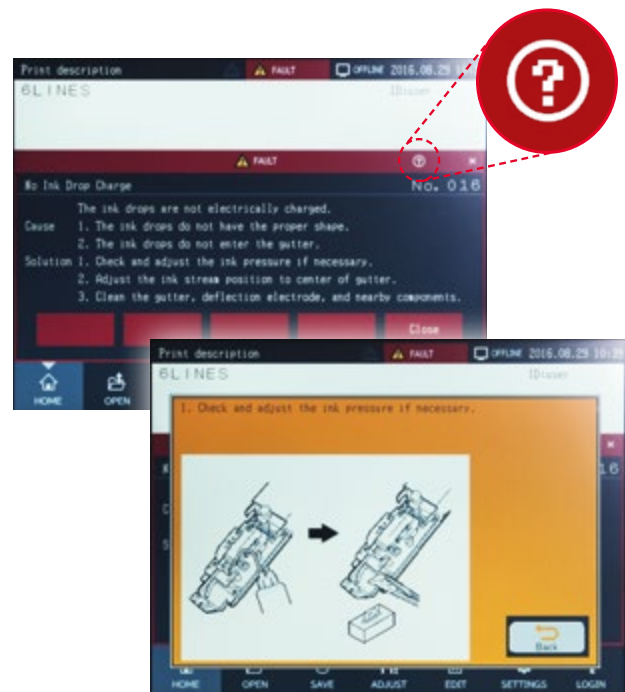 Print description FAULT OFFLINE 2016.08.29
6LINES
FAULT
No Ink Drop Charge No. 016
The ink drops are not electrically charged.
Cause 1. The ink drops do not have the proper shape.
2. The ink drops do not enter the gutter.
Solution 1. Check and adjust the ink pressure if necessary.
2. Adjust the ink stream position to center of gutter.
3. Clean the gutter, deflection electrode, and nearby components.
Close
HOME OPEN
?
Print description FAULT OFFLINE 2016.08.29 10:39
6LINES
1. Check and adjust the ink pressure if necessary.
16
Back
HOME OPEN SAVE ADJUST EDIT SETTINGS LOGIN